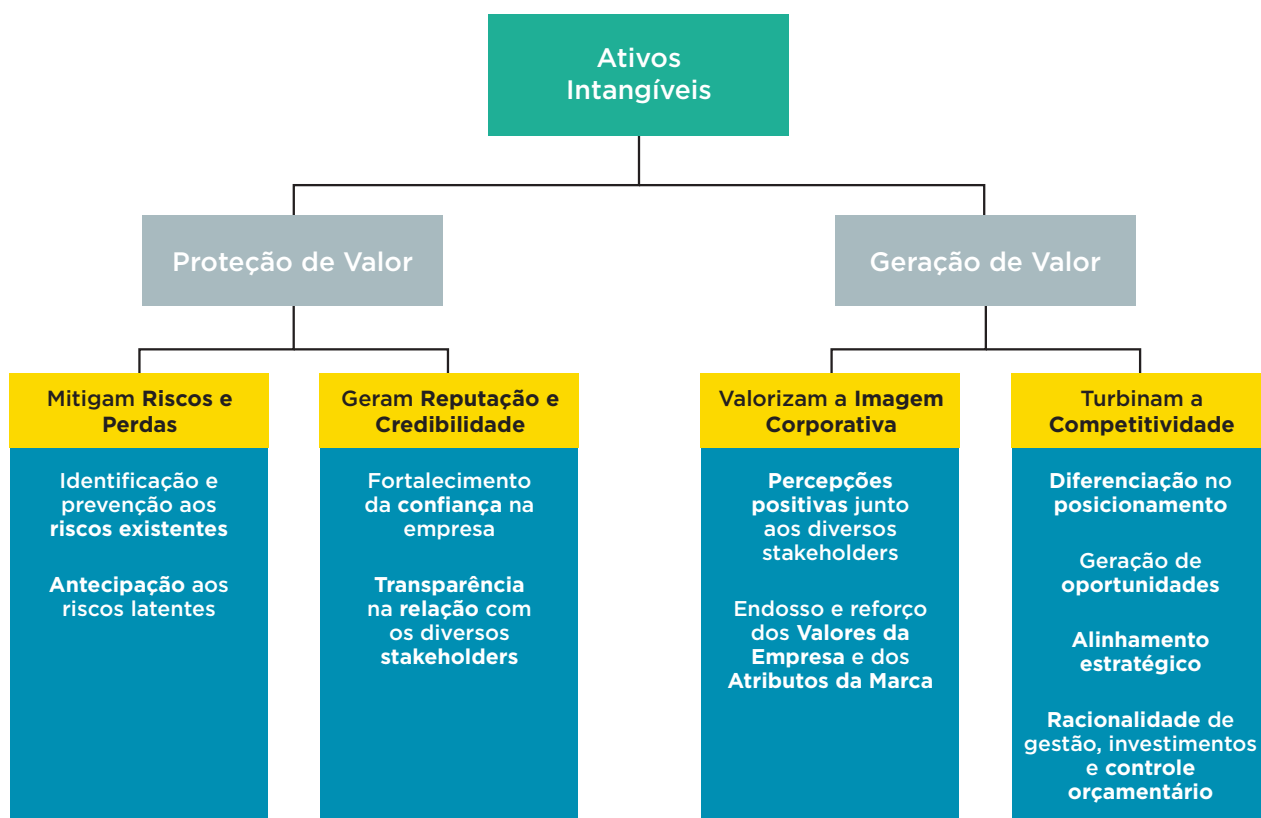 Ativos
Intangíveis
Proteção de Valor
Geração de Valor
Mitigam Riscos e
Perdas
Identificação e
prevenção aos
riscos existentes
Antecipação aos
riscos latentes
Geram Reputação e
Credibilidade
Fortalecimento
da confiança na
empresa
Transparência
na relação com
os diversos
stakeholders
Valorizam a Imagem
Corporativa
Percepções
positivas junto
aos diversos
stakeholders
Endosso e reforço
dos Valores da
Empresa e dos
Atributos da Marca
Turbinam a
Competitividade
Diferenciação no
posicionamento
Geração de
oportunidades
Alinhamento
estratégico
Racionalidade de
gestão, investimentos
e controle
orçamentário